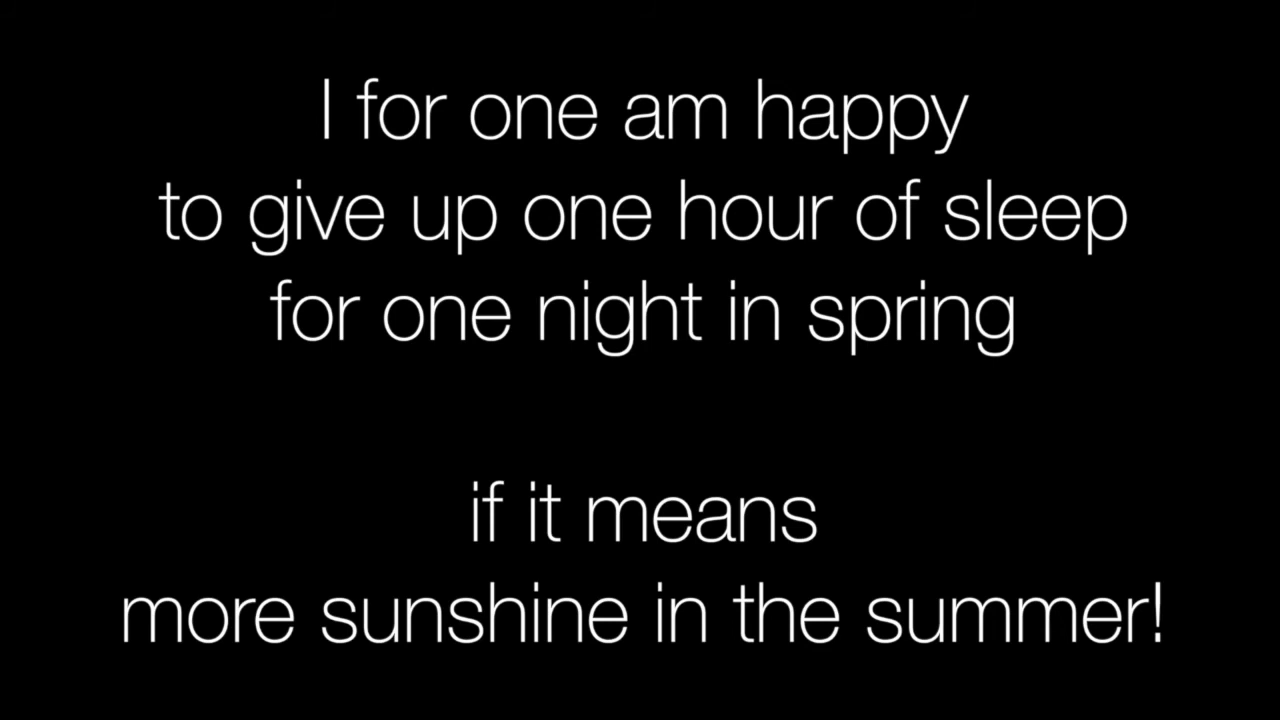 I for one am happy
to give up one hour of sleep
for one night in spring
if it means
more sunshine in the summer!